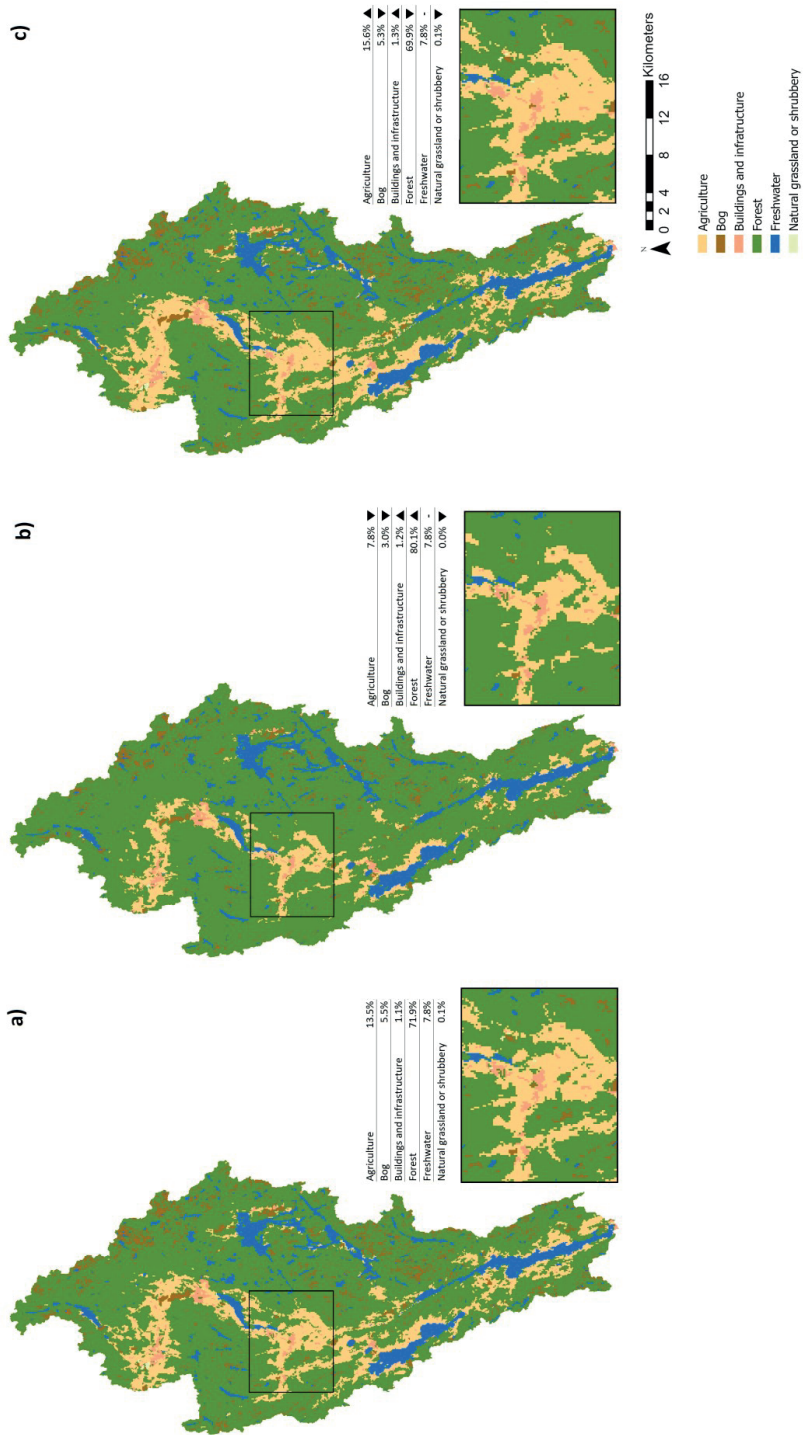 a)
Agriculture 13.5%
Bog 5.5%
Buildings and infrastructure 1.1%
Forest 71.9%
Freshwater 7.8%
Natural grassland or shrubbery 0.1%
b)
Agriculture 7.8% ▼
Bog 3.0% ▼
Buildings and infrastructure 1.2% ▲
Forest 80.1% ▲
Freshwater 7.8% -
Natural grassland or shrubbery 0.0% ▼
c)
Agriculture 15.6% ▲
Bog 5.3% ▼
Buildings and infrastructure 1.3% ▲
Forest 69.9% ▼
Freshwater 7.8% -
Natural grassland or shrubbery 0.1% ▼
N
0 2 4 8 12 16 Kilometers
Agriculture
Bog
Buildings and infratructure
Forest
Freshwater
Natural grassland or shrubbery